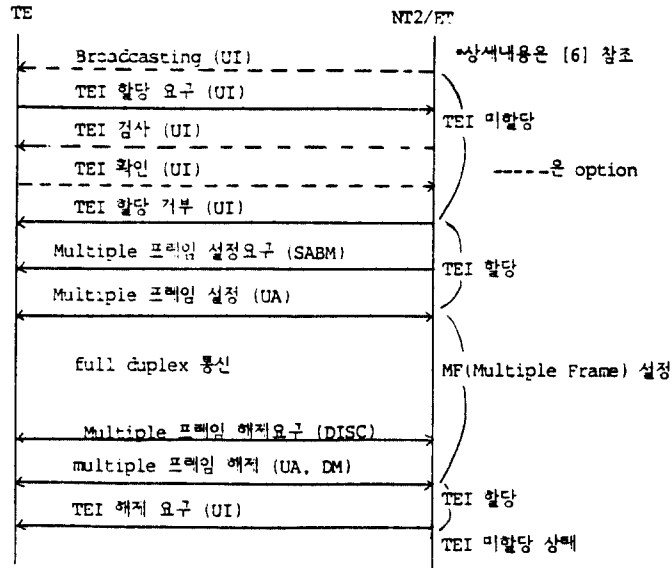 TE
NT2/ET
Broadcasting (UI)
*상세내용은 [6] 참조
TEI 할당 요구 (UI)
TEI 미할당
TEI 검사 (UI)
TEI 확인 (UI)
-----은 option
TEI 할당 거부 (UI)
Multiple 프레임 설정요구 (SABM)
TEI 할당
Multiple 프레임 설정 (UA)
full duplex 통신
MF(Multiple Frame) 설정
Multiple 프레임 해제요구 (DISC)
multiple 프레임 해제 (UA, DM)
TEI 할당
TEI 해제 요구 (UI)
TEI 미할당 상태